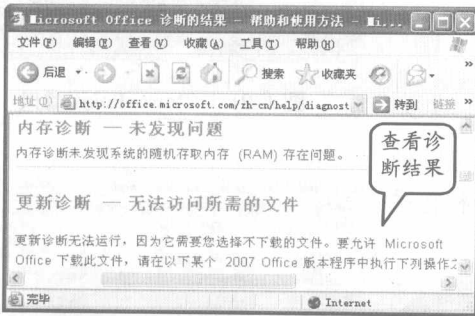 Microsoft Office 诊断的结果 - 帮助和使用方法 - Mi...
文件(F) 编辑(E) 查看(V) 收藏(A) 工具(T) 帮助(H)
后退 搜索 收藏夹 »
地址(D) http://office.microsoft.com/zh-cn/help/diagnost 转到 链接 »
内存诊断 — 未发现问题
内存诊断未发现系统的随机存取内存 (RAM) 存在问题。
查看诊
断结果
更新诊断 — 无法访问所需的文件
更新诊断无法运行，因为它需要您选择不下载的文件。要允许 Microsoft
Office 下载此文件，请在以下某个 2007 Office 版本程序中执行下列操作
完毕 Internet